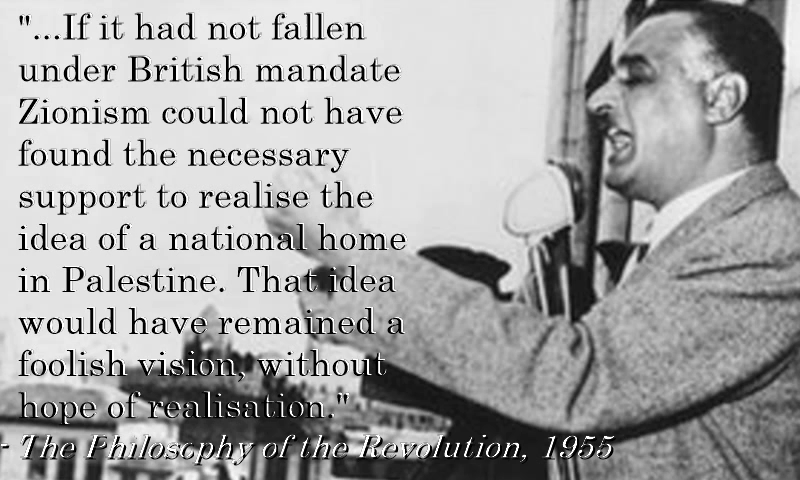 "...If it had not fallen
under British mandate
Zionism could not have
found the necessary
support to realise the
idea of a national home
in Palestine. That idea
would have remained a
foolish vision, without
hope of realisation."
- The Philosophy of the Revolution, 1955